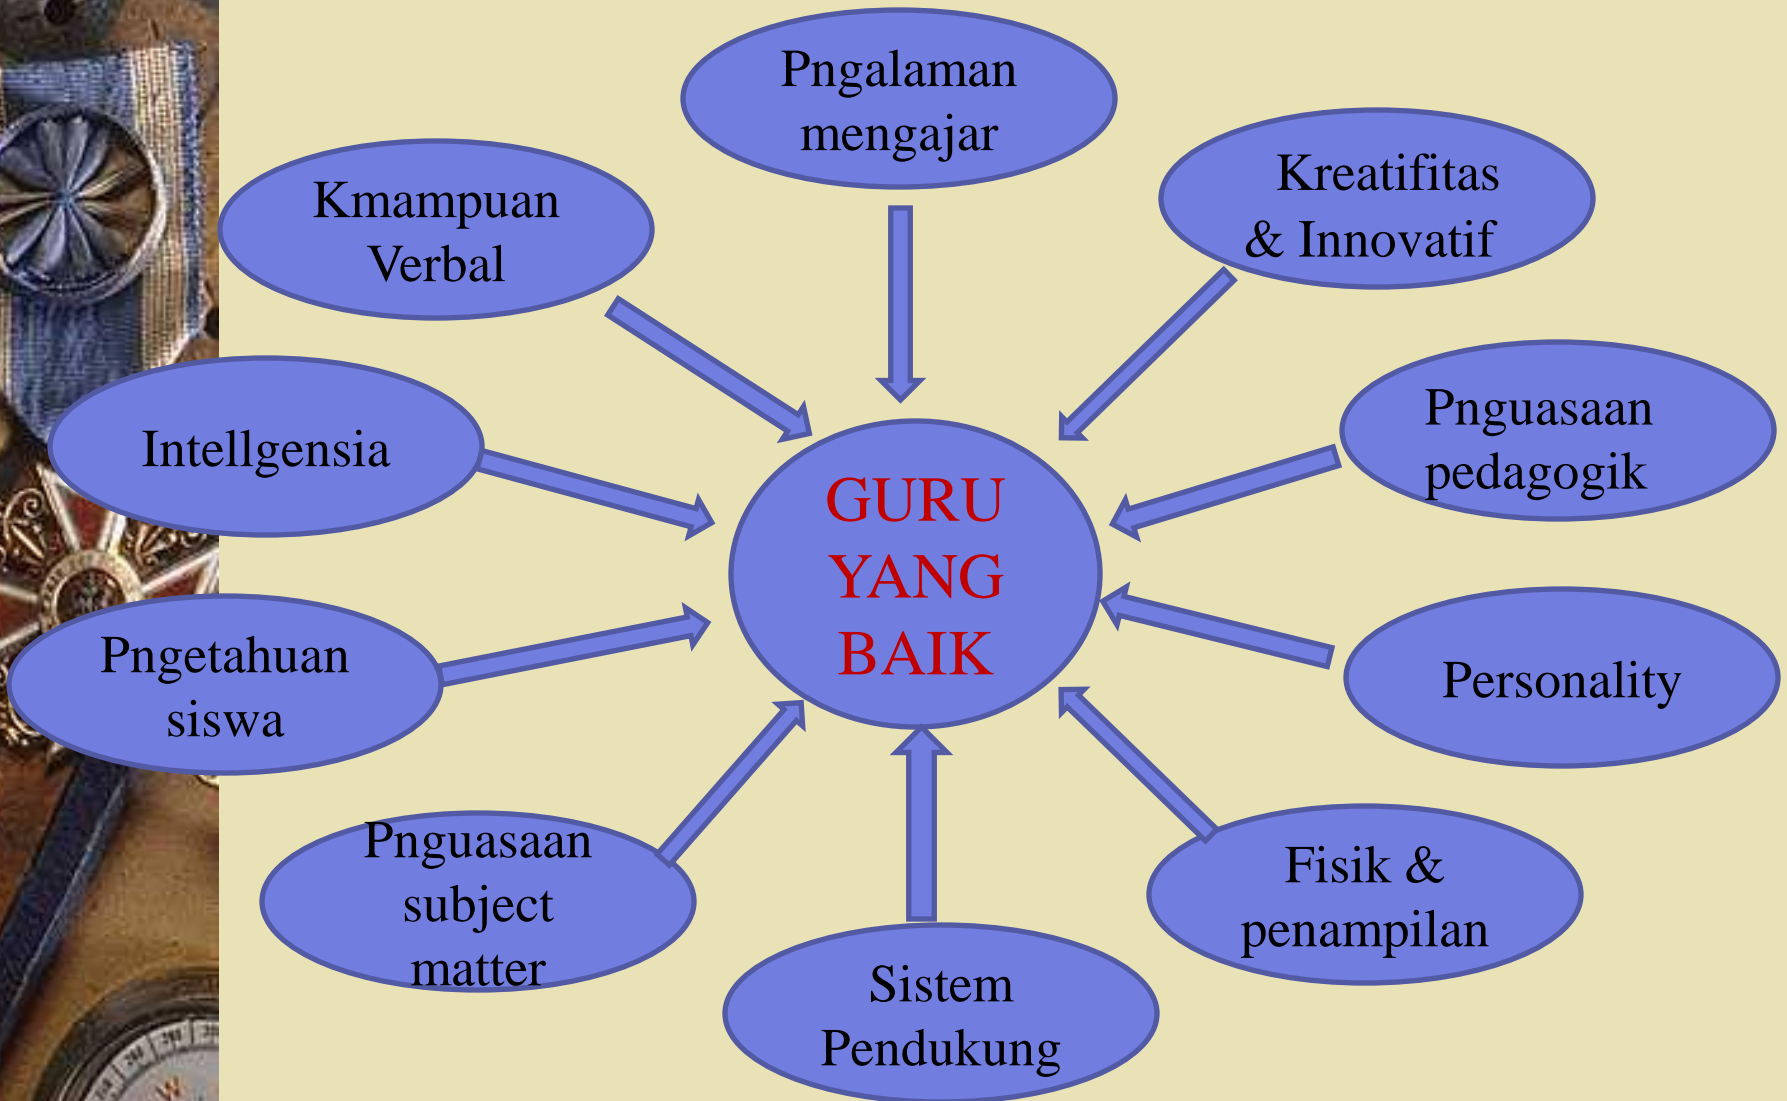 Pngalaman
mengajar
Kreatifitas
& Innovatif
Kmampuan
Verbal
Pnguasaan
pedagogik
Intellgensia
GURU
YANG
BAIK
Pngetahuan
siswa
Personality
Pnguasaan
subject
matter
Fisik &
penampilan
Sistem
Pendukung